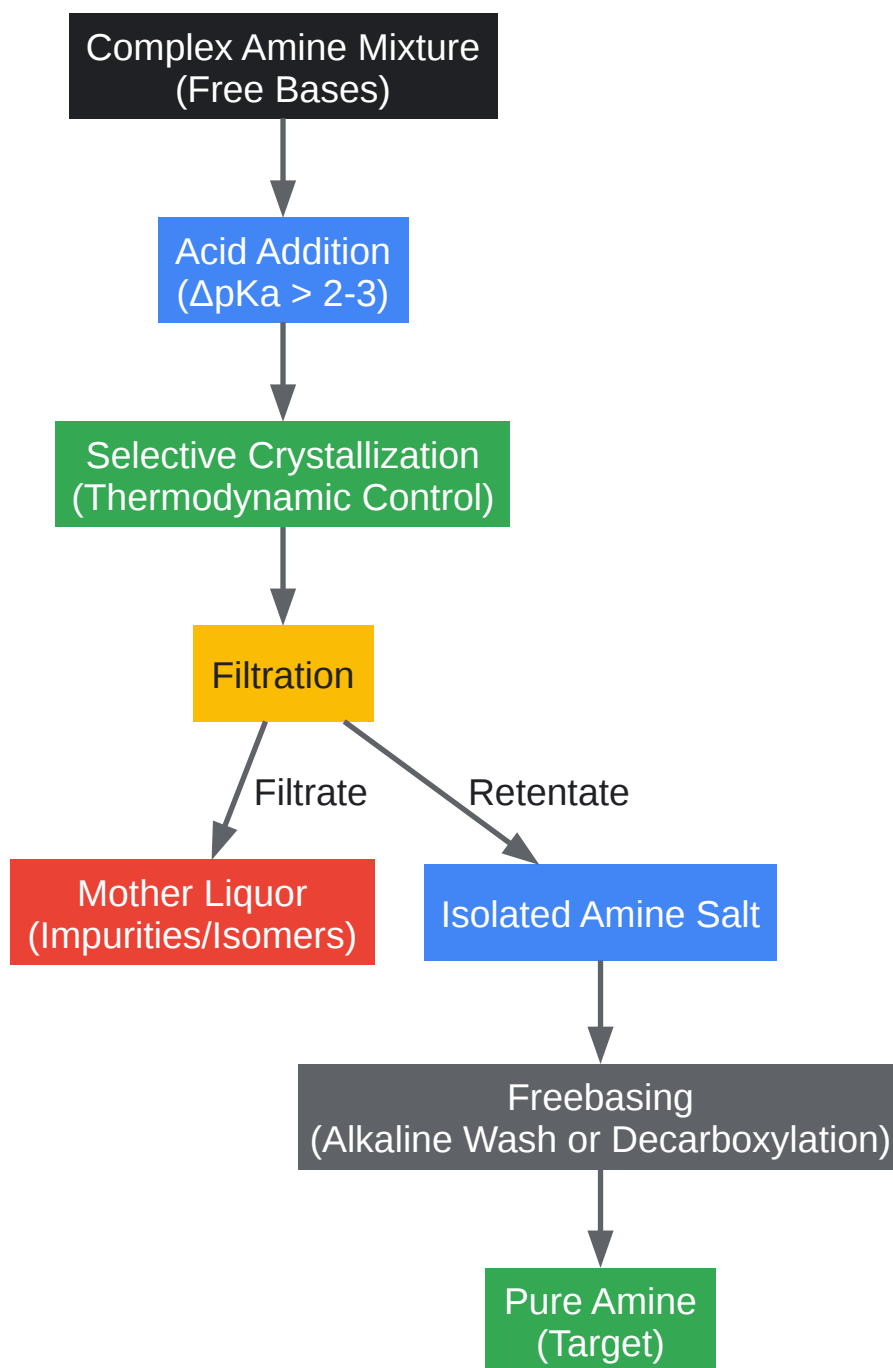 Complex Amine Mixture
(Free Bases)
Acid Addition
(ΔpKa > 2-3)
Selective Crystallization
(Thermodynamic Control)
Filtration
Filtrate
Retentate
Mother Liquor
(Impurities/Isomers)
Isolated Amine Salt
Freebasing
(Alkaline Wash or Decarboxylation)
Pure Amine
(Target)